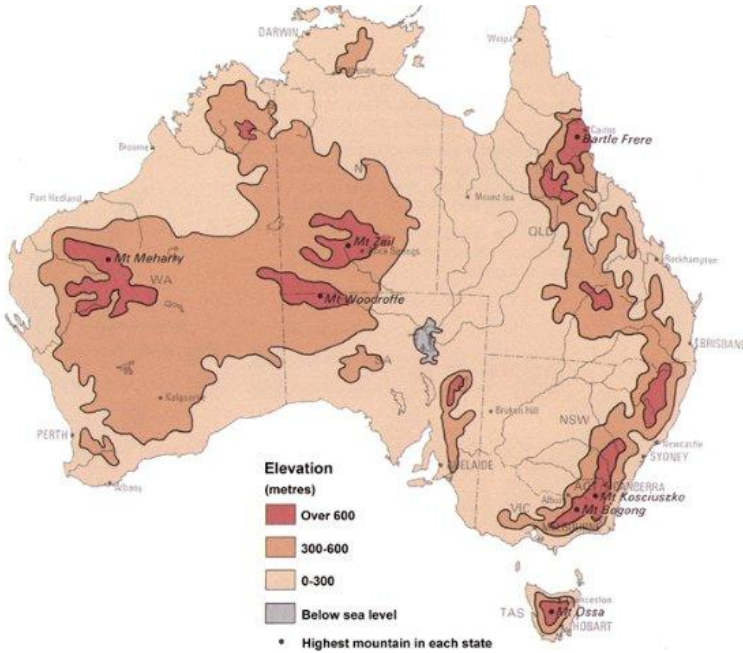 DARWIN
Weipa
Cairns
Bartle Frere
Broome
NT
Mount Isa
Port Hedland
QLD
Mt Zeil
Mt Meharry
WA
Rockhampton
Mt Woodroffe
BRISBANE
Kalgoorlie
Broken Hill
NSW
PERTH
Newcastle
SYDNEY
ADELAIDE
Albany
ACT
CANBERRA
Mt Kosciuszko
VIC
Mt Bogong
MELBOURNE
Elevation
(metres)
Over 600
300-600
0-300
Below sea level
Highest mountain in each state
TAS
Mt Ossa
HOBART